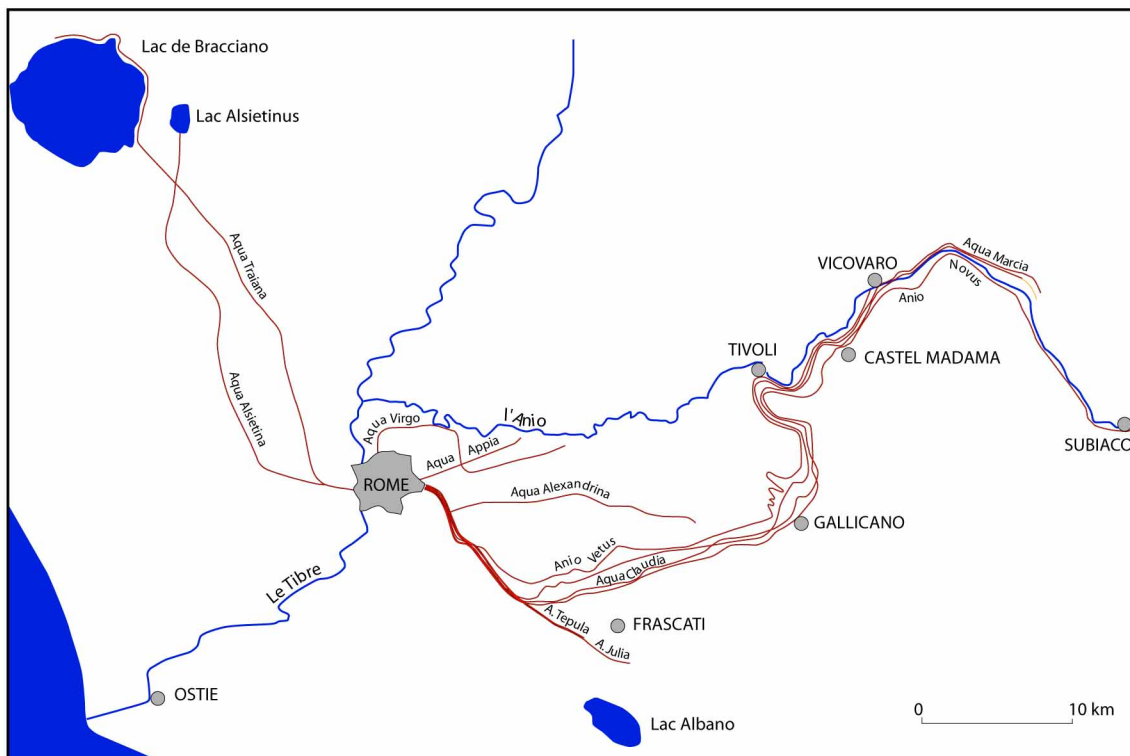 Lac de Bracciano
Lac Alsietinus
Aqua Traiana
Aqua Alsietina
VICOVARO
Aqua Marcia
Novus
Anio
TIVOLI
CASTEL MADAMA
SUBIACO
l'Anio
Aqua Virgo
Aqua Appia
ROME
Aqua Alexandrina
GALLICANO
Anio Vetus
Aqua Claudia
Le Tibre
A. Tepula
A. Julia
FRASCATI
OSTIE
Lac Albano
0 10 km